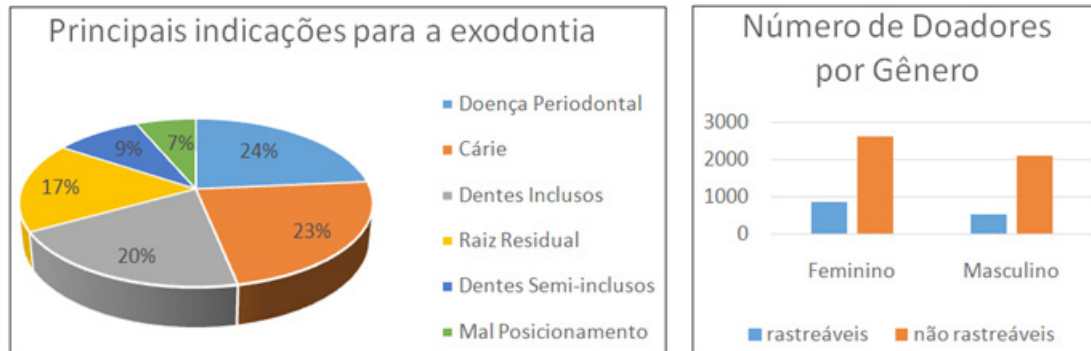 Principais indicações para a exodontia
7%
9%
24%
17%
23%
20%
Doença Periodontal
Cárie
Dentes Inclusos
Raiz Residual
Dentes Semi-inclusos
Mal Posicionamento
Número de Doadores
por Gênero
3000
2000
1000
0
Feminino Masculino
rastreáveis não rastreáveis